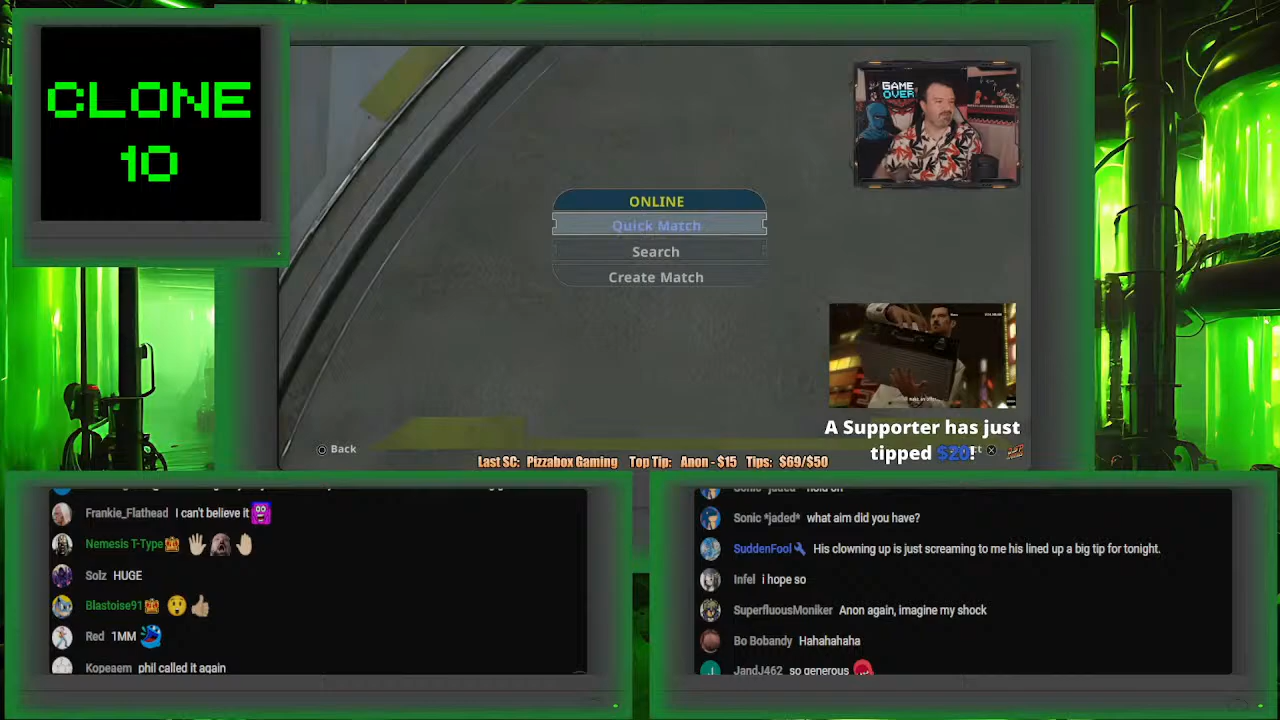 CLONE
10
GAME
OVER
ONLINE
Quick Match
Search
Create Match
Back
A Supporter has just
tipped $20!
Last SC: Pizzabox Gaming Top Tip: Anon - $15 Tips: $69/$50
Frankie_Flathead I can't believe it
Nemesis T-Type
Solz HUGE
Blastoise91
Red 1MM
Kopeaem phil called it again
Sonic *jaded* hold on
Sonic *jaded* what aim did you have?
SuddenFool His clowning up is just screaming to me his lined up a big tip for tonight.
Infel i hope so
SuperfluousMoniker Anon again, imagine my shock
Bo Bobandy Hahahahaha
JandJ462 so generous